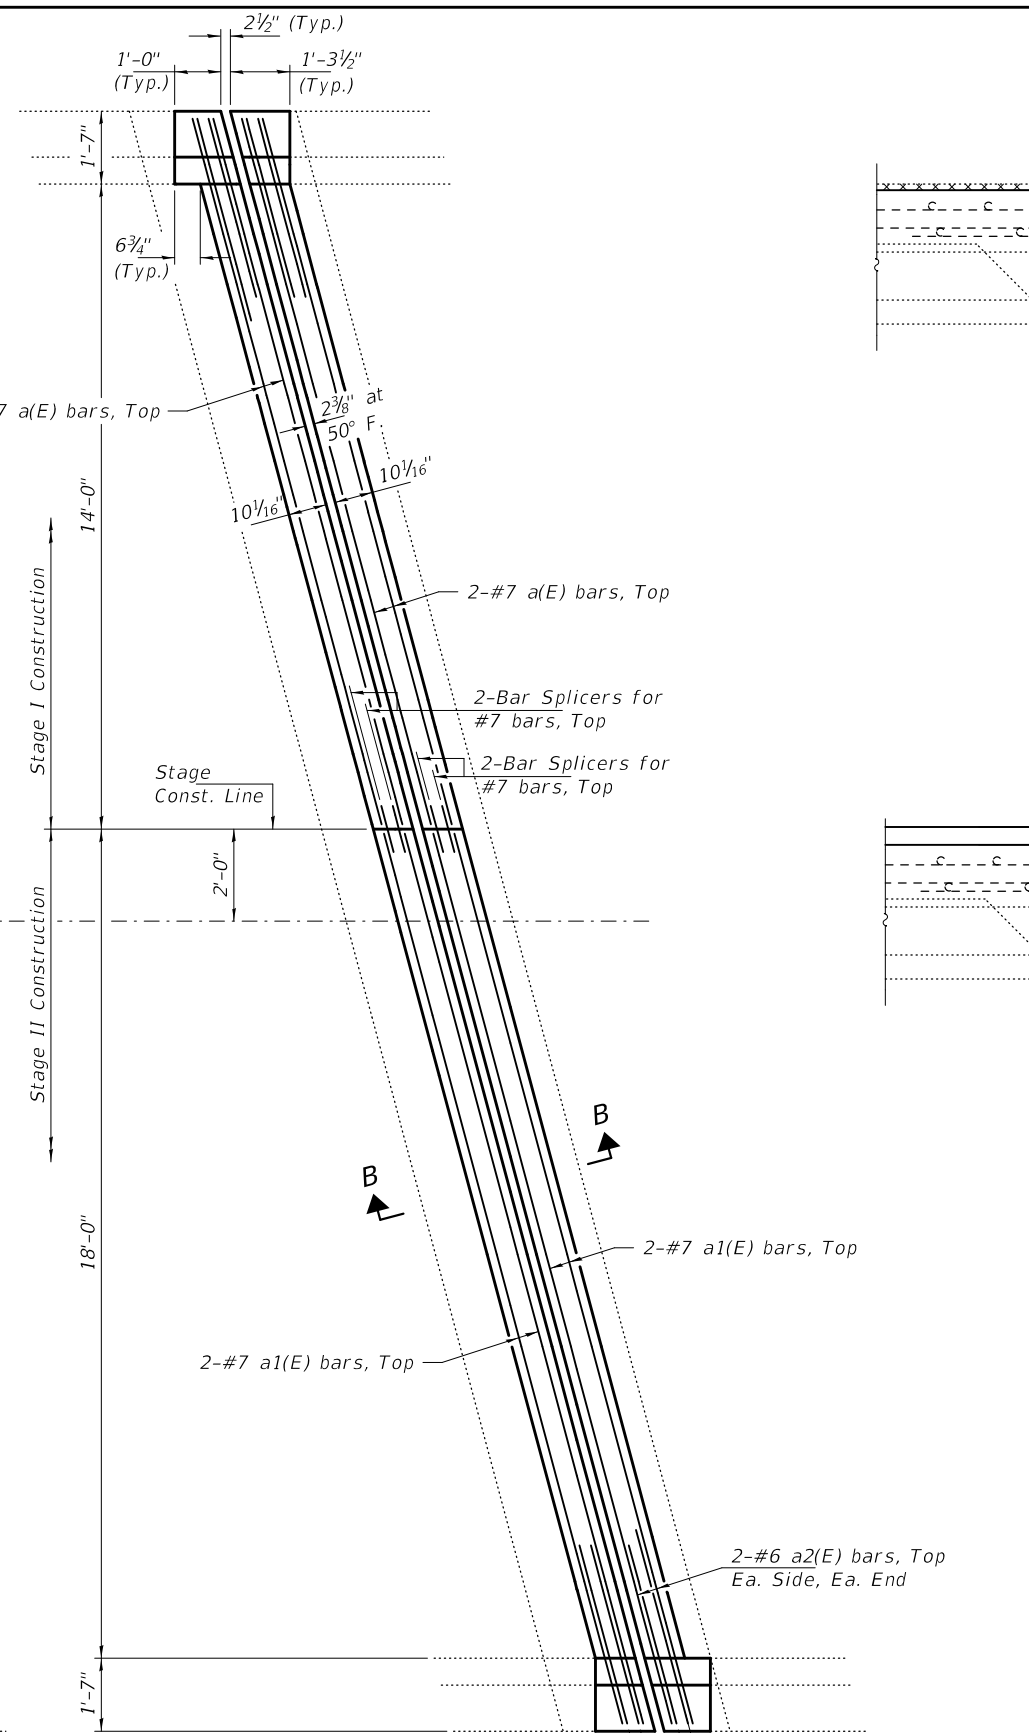 2½" (Typ.)
1'-0"
(Typ.)
1'-3½"
(Typ.)
1'-7"
6¾"
(Typ.)
7 a(E) bars, Top
2⅜" at
50° F.
10 1/16"
10 1/16"
14'-0"
2-#7 a(E) bars, Top
Stage I Construction
2-Bar Splicers for
#7 bars, Top
2-Bar Splicers for
#7 bars, Top
Stage
Const. Line
2'-0"
Stage II Construction
B
B
18'-0"
2-#7 a1(E) bars, Top
2-#7 a1(E) bars, Top
2-#6 a2(E) bars, Top
Ea. Side, Ea. End
1'-7"